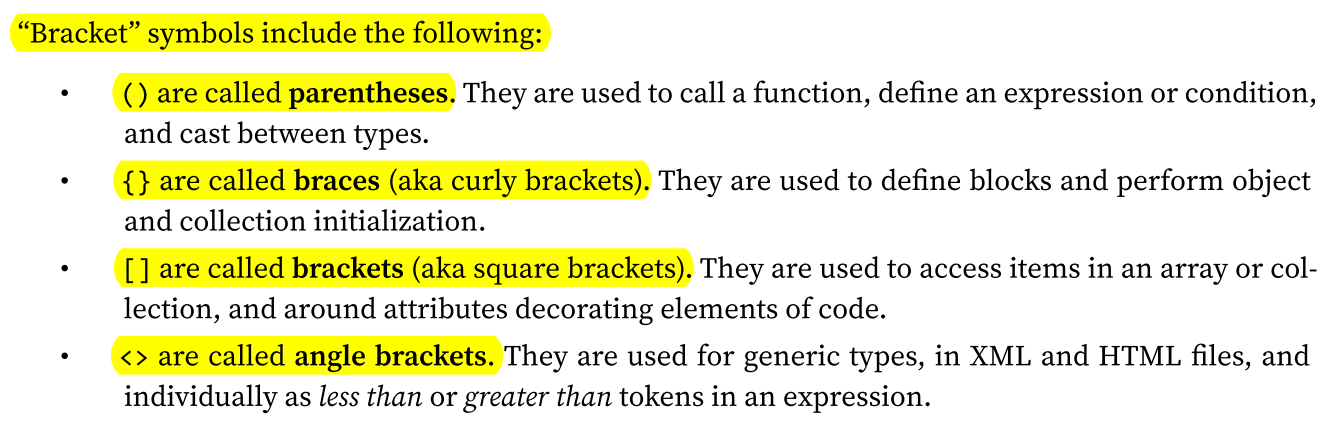 “Bracket” symbols include the following:
• () are called parentheses. They are used to call a function, define an expression or condition,
and cast between types.
• {} are called braces (aka curly brackets). They are used to define blocks and perform object
and collection initialization.
• [] are called brackets (aka square brackets). They are used to access items in an array or col-
lection, and around attributes decorating elements of code.
• <> are called angle brackets. They are used for generic types, in XML and HTML files, and
individually as less than or greater than tokens in an expression.